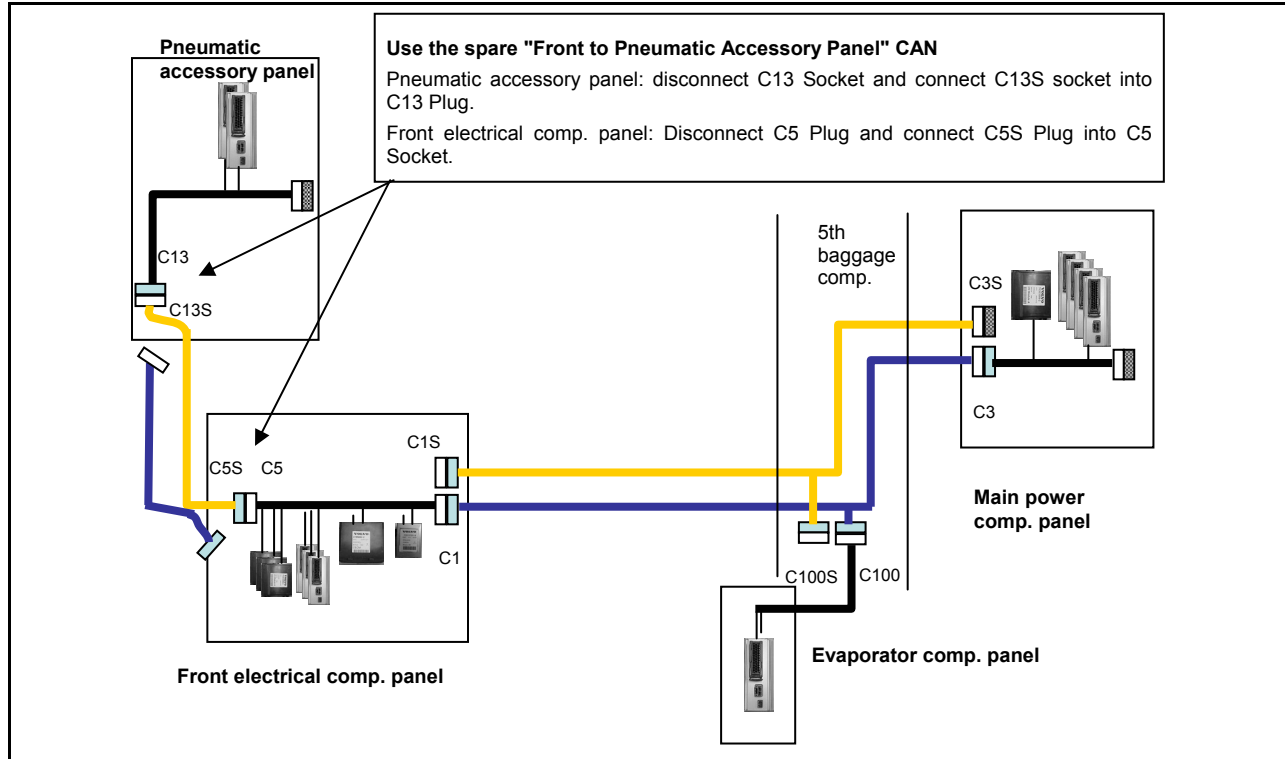 Pneumatic
accessory panel
Use the spare "Front to Pneumatic Accessory Panel" CAN
Pneumatic accessory panel: disconnect C13 Socket and connect C13S socket into
C13 Plug.
Front electrical comp. panel: Disconnect C5 Plug and connect C5S Plug into C5
Socket.
C13
C13S
5th
baggage
comp.
C3S
C3
C1S
C5S C5
C1
Main power
comp. panel
C100S C100
Evaporator comp. panel
Front electrical comp. panel